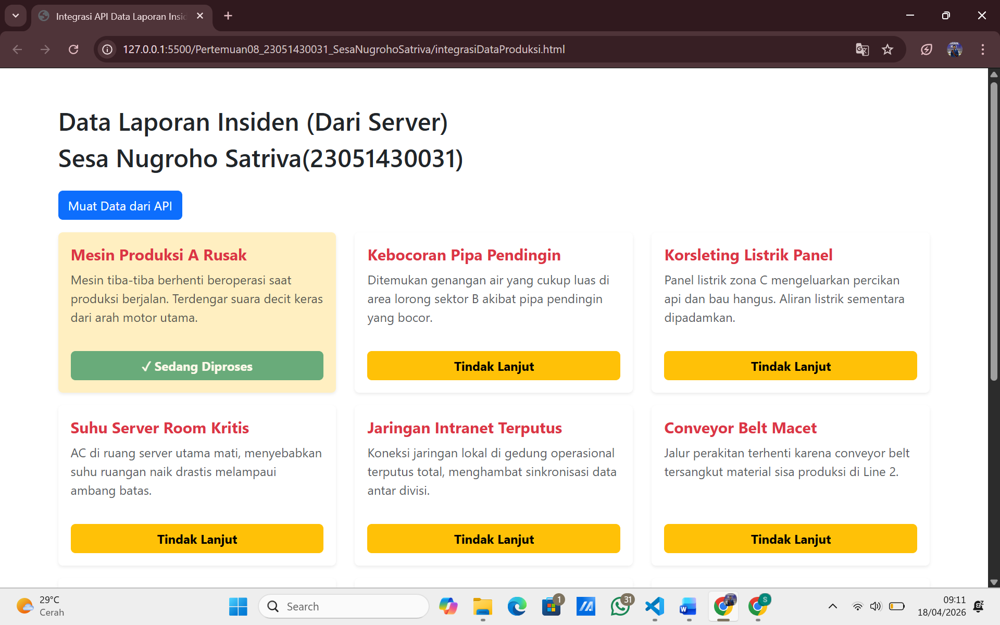 Integrasi API Data Laporan Insid
127.0.0.1:5500/Pertemuan08_23051430031_SesaNugrohoSatriva/integrasiDataProduksi.html
Data Laporan Insiden (Dari Server)
Sesa Nugroho Satriva(23051430031)
Muat Data dari API
Mesin Produksi A Rusak
Mesin tiba-tiba berhenti beroperasi saat
produksi berjalan. Terdengar suara decit keras
dari arah motor utama.
✓ Sedang Diproses
Kebocoran Pipa Pendingin
Ditemukan genangan air yang cukup luas di
area lorong sektor B akibat pipa pendingin
yang bocor.
Tindak Lanjut
Korsleting Listrik Panel
Panel listrik zona C mengeluarkan percikan
api dan bau hangus. Aliran listrik sementara
dipadamkan.
Tindak Lanjut
Suhu Server Room Kritis
AC di ruang server utama mati, menyebabkan
suhu ruangan naik drastis melampaui
ambang batas.
Tindak Lanjut
Jaringan Intranet Terputus
Koneksi jaringan lokal di gedung operasional
terputus total, menghambat sinkronisasi data
antar divisi.
Tindak Lanjut
Conveyor Belt Macet
Jalur perakitan terhenti karena conveyor belt
tersangkut material sisa produksi di Line 2.
Tindak Lanjut
29°C
Cerah
Search
1
31
S
09:11
18/04/2026